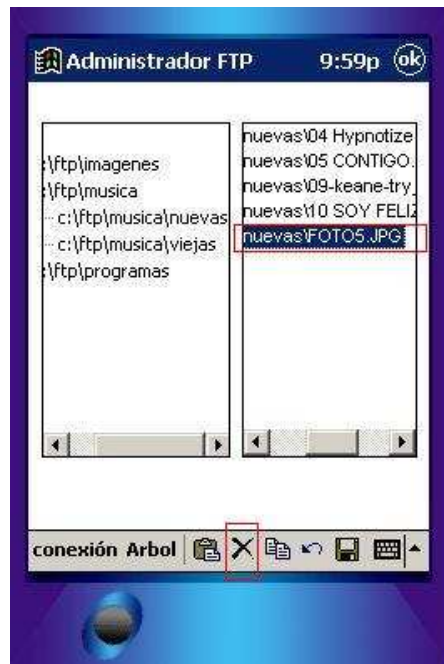 Administrador FTP 9:59p ok
:\ftp\imagenes
:\ftp\musica
c:\ftp\musica\nuevas
c:\ftp\musica\viejas
:\ftp\programas
nuevas\04 Hypnotize
nuevas\05 CONTIGO.
nuevas\09-keane-try_
nuevas\10 SOY FELIZ
nuevas\FOTO5.JPG
conexión Arbol